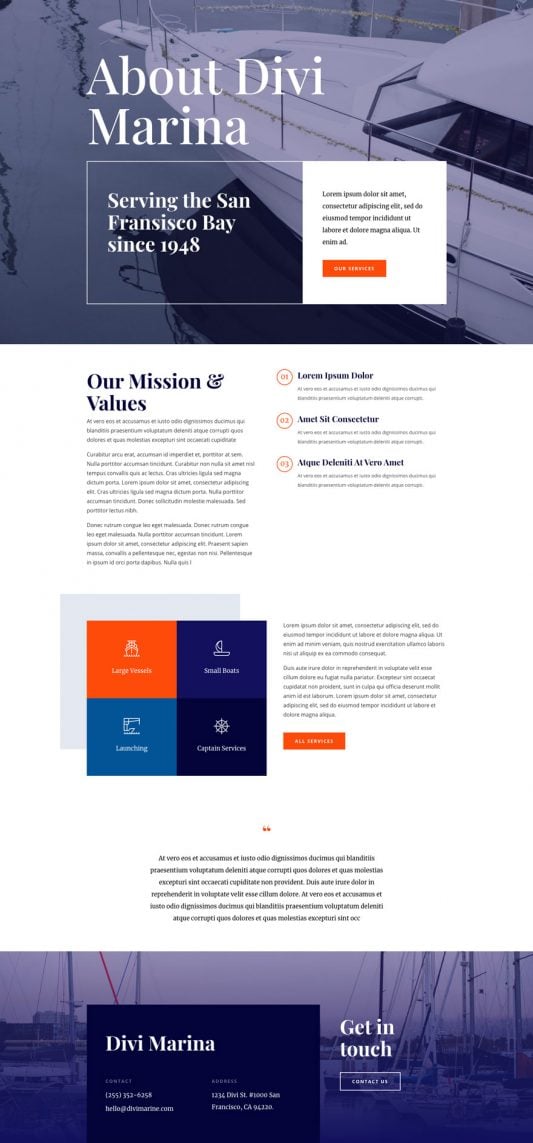 About Divi
Marina
Serving the San
Fransisco Bay
since 1948
Lorem ipsum dolor sit amet,
consectetur adipiscing elit, sed do
eiusmod tempor incididunt ut
labore et dolore magna aliqua. Ut
enim ad.
OUR SERVICES
Our Mission &
Values
At vero eos et accusamus et iusto odio dignissimos ducimus qui
blanditiis praesentium voluptatum deleniti atque corrupti quos
dolores et quas molestias excepturi sint occaecati cupiditate
Curabitur arcu erat, accumsan id imperdiet et, porttitor at sem.
Nulla porttitor accumsan tincidunt. Curabitur non nulla sit amet nisl
tempus convallis quis ac lectus. Cras ultricies ligula sed magna
dictum porta. Lorem ipsum dolor sit amet, consectetur adipiscing
elit. Cras ultricies ligula sed magna dictum porta. Nulla porttitor
accumsan tincidunt. Donec sollicitudin molestie malesuada. Sed
porttitor lectus nibh.
Donec rutrum congue leo eget malesuada. Donec rutrum congue
leo eget malesuada. Nulla porttitor accumsan tincidunt. Lorem
ipsum dolor sit amet, consectetur adipiscing elit. Praesent sapien
massa, convallis a pellentesque nec, egestas non nisi. Pellentesque
in ipsum id orci porta dapibus. Nulla quis l
01 Lorem Ipsum Dolor
At vero eos et accusamus et iusto odio dignissimos ducimus qui
blanditiis praesentium voluptatum deleniti atque corrupti.
02 Amet Sit Consectetur
At vero eos et accusamus et iusto odio dignissimos ducimus qui
blanditiis praesentium voluptatum deleniti atque corrupti.
03 Atque Deleniti At Vero Amet
At vero eos et accusamus et iusto odio dignissimos ducimus qui
blanditiis praesentium voluptatum deleniti atque corrupti.
Large Vessels
Small Boats
Launching
Captain Services
Lorem ipsum dolor sit amet, consectetur adipiscing elit, sed do
eiusmod tempor incididunt ut labore et dolore magna aliqua. Ut
enim ad minim veniam, quis nostrud exercitation ullamco laboris
nisi ut aliquip ex ea commodo consequat.
Duis aute irure dolor in reprehenderit in voluptate velit esse
cillum dolore eu fugiat nulla pariatur. Excepteur sint occaecat
cupidatat non proident, sunt in culpa qui officia deserunt mollit
anim id est laborum. Lorem ipsum dolor sit amet, consectetur
adipiscing elit, sed do eiusmod tempor incididunt ut labore et
dolore magna aliqua.
ALL SERVICES
“
At vero eos et accusamus et iusto odio dignissimos ducimus qui blanditiis
praesentium voluptatum deleniti atque corrupti quos dolores et quas molestias
excepturi sint occaecati cupiditate non provident. Duis aute irure dolor in
reprehenderit in voluptate velit esse cillum dolore. At vero eos et accusamus et
iusto odio dignissimos ducimus qui blanditiis praesentium voluptatum deleniti
atque corrupti quos dolores et quas molestias excepturi sint occ
Divi Marina
CONTACT
(255) 352-6258
hello@divimarine.com
ADDRESS
1234 Divi St. #1000 San
Francisco, CA 94220.
Get in
touch
CONTACT US